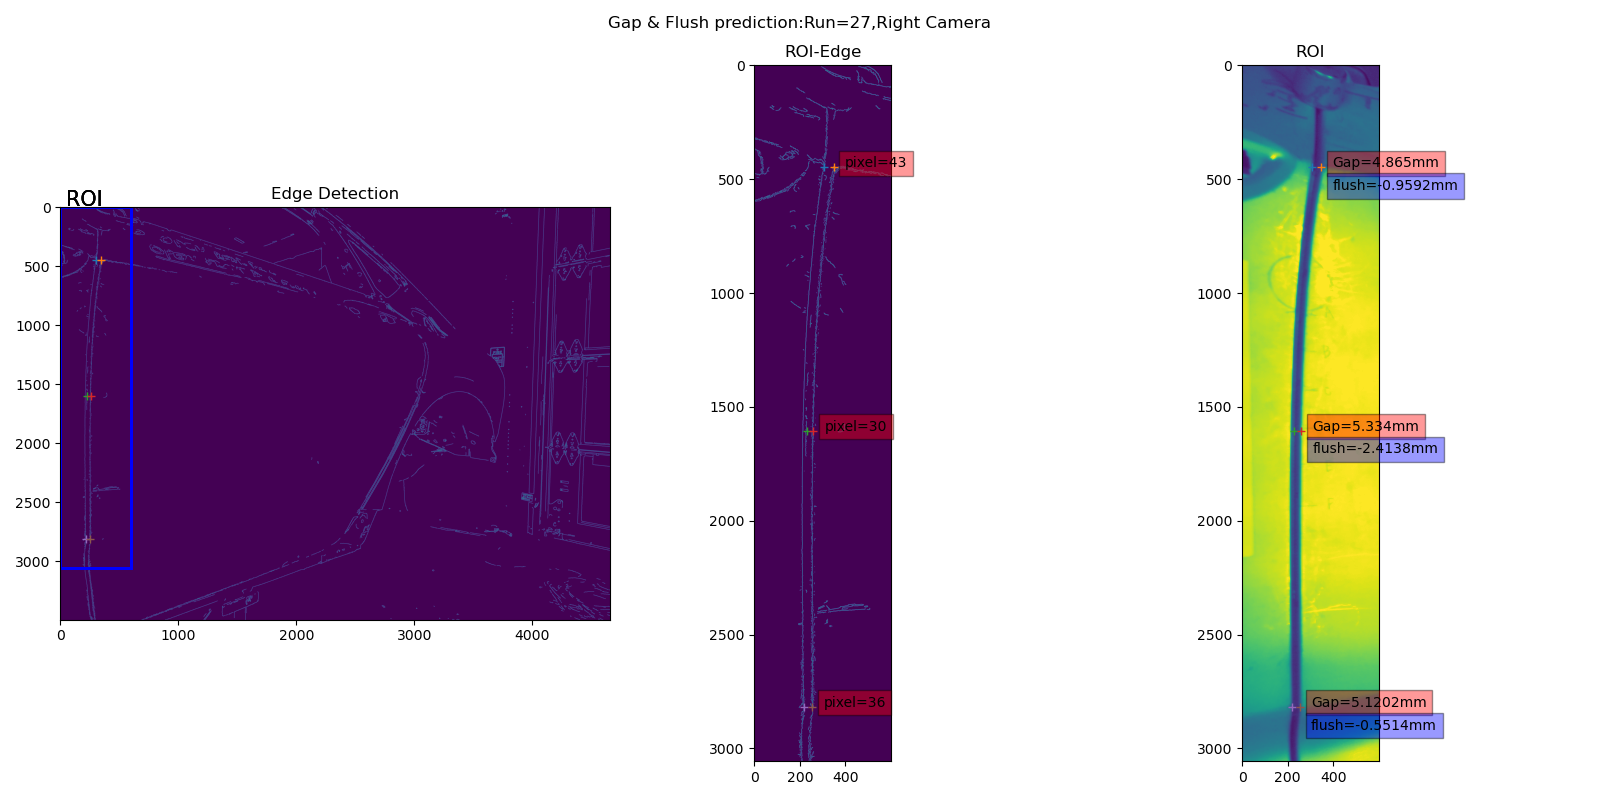 Gap & Flush prediction:Run=27,Right Camera
Edge Detection
ROI
0
500
1000
1500
2000
2500
3000
0
1000
2000
3000
4000
ROI-Edge
0
500
1000
1500
2000
2500
3000
0
200
400
pixel=43
pixel=30
pixel=36
ROI
0
500
1000
1500
2000
2500
3000
0
200
400
Gap=4.865mm
flush=-0.9592mm
Gap=5.334mm
flush=-2.4138mm
Gap=5.1202mm
flush=-0.5514mm